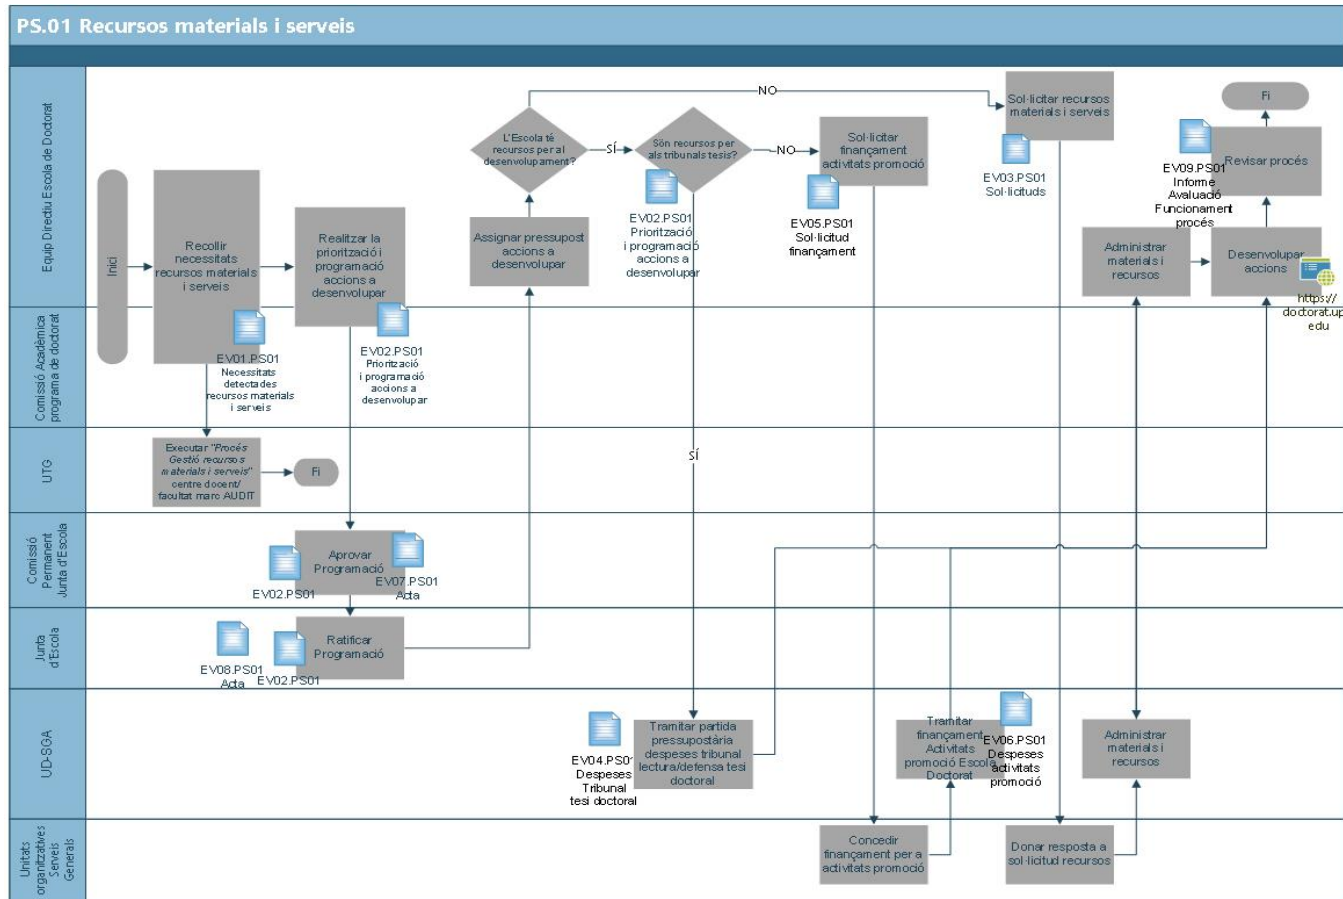 PS.01 Recursos materials i serveis
Equip Directiu Escola de Doctorat
Inici
Recollir
necessitats
recursos materials
i serveis
EV01.PS01
Necessitats
detectades
recursos materials
i serveis
Realitzar la
priorització i
programació
accions a
desenvolupar
EV02.PS01
Priorització
i programació
accions a
desenvolupar
Assignar pressupost
accions a
desenvolupar
L'Escola té
recursos per al
desenvolupament?
NO
SÍ
Són recursos per
als tribunals tesis?
EV02.PS01
Priorització
i programació
accions a
desenvolupar
NO
SÍ
Sol·licitar
finançament
activitats promoció
EV05.PS01
Sol·licitud
finançament
Sol·licitar recursos
materials i serveis
EV03.PS01
Sol·licituds
Administrar
materials i
recursos
Desenvolupar
accions
https://
doctorat.up
edu
Revisar procés
EV09.PS01
Informe
Avaluació
Funcionament
procés
Fi
Comissió Acadèmica
programa de doctorat
UTG
Executar "Procés
Gestió recursos
materials i serveis"
centre docent/
facultat marc AUDIT
Fi
Comissió
Permanent
Junta d'Escola
Aprovar
Programació
EV02.PS01
EV07.PS01
Acta
Junta
d'Escola
Ratificar
Programació
EV08.PS01
Acta
EV02.PS01
UD-SGA
EV04.PS01
Despeses
Tribunal
tesi doctoral
Tramitar partida
pressupostària
despeses tribunal
lectura/defensa tesi
doctoral
Tramitar
finançament
Activitats
promoció Escola
Doctorat
EV06.PS01
Despeses
activitats
promoció
Administrar
materials i
recursos
Unitats
organitzatives
Serveis
Generals
Concedir
finançament per a
activitats promoció
Donar resposta a
sol·licitud recursos